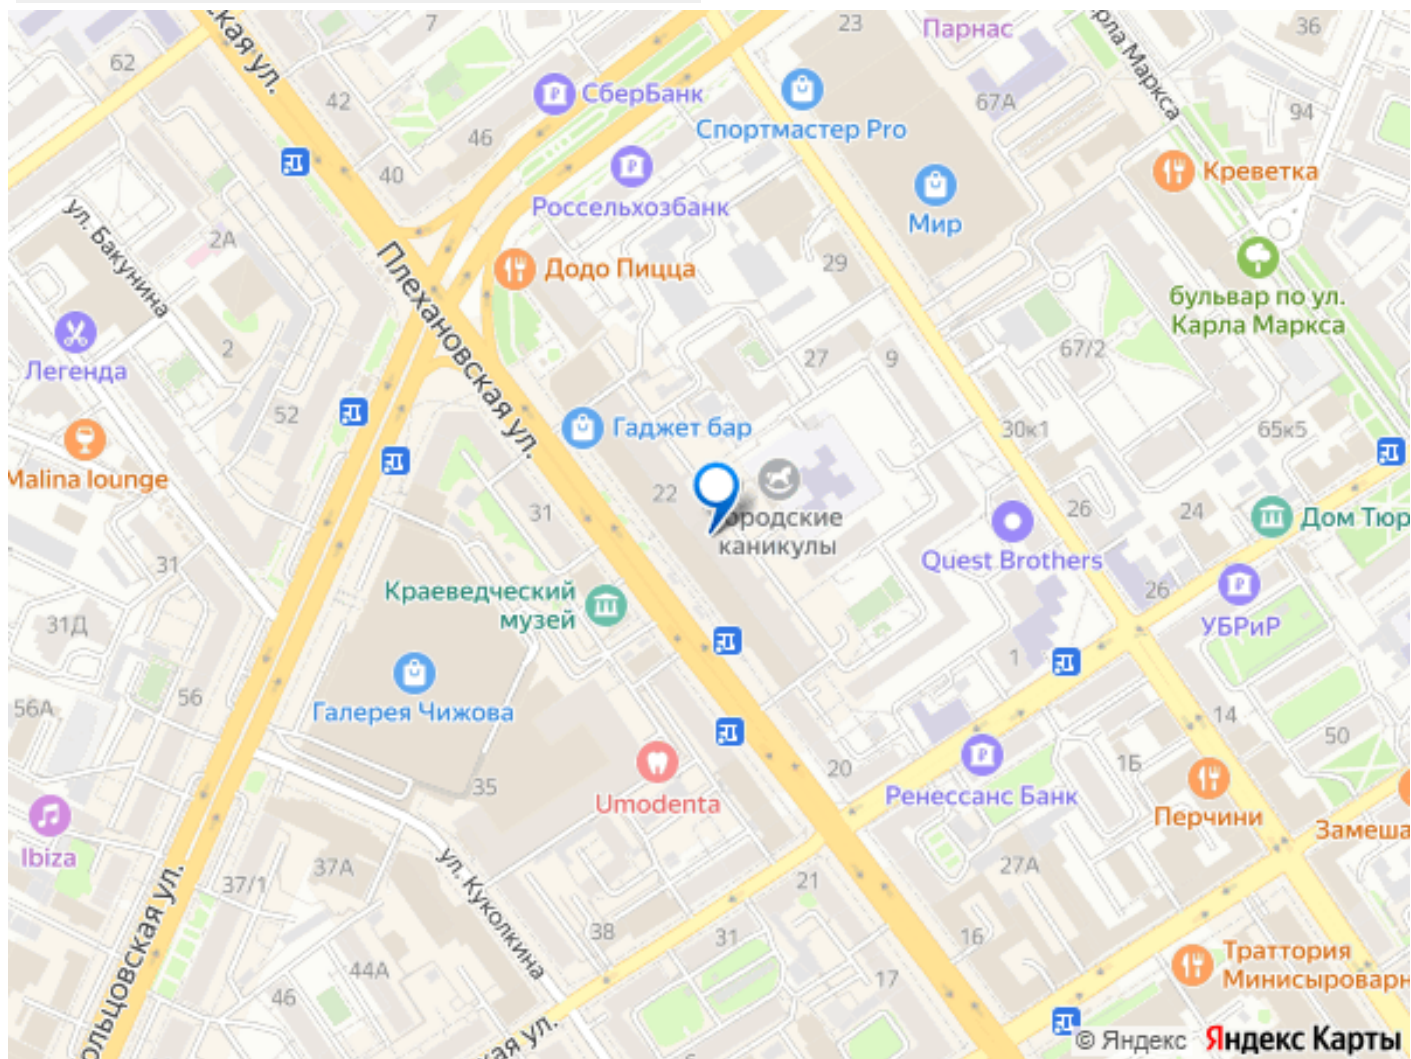 ская ул.
7
23
Парнас
Карла Маркса
36
62
42
СберБанк
67А
94
46
Спортмастер Pro
40
Россельхозбанк
Креветка
Мир
ул. Бакунина
2А
Плехановская ул.
Додо Пицца
29
бульвар по ул.
Карла Маркса
Легенда
2
27
9
67/2
52
Гаджет бар
30к1
65к5
Malina lounge
22
31
ородские
каникулы
26
24
Дом Тюр
Quest Brothers
31
Краеведческий
музей
26
УБРиР
31Д
1
56А
56
Галерея Чижова
14
50
35
Umodenta
20
Ренессанс Банк
1Б
Перчини
Замеша
Ibiza
37А
37/1
ул. Куколкина
27А
21
ольцовская ул.
38
31
16
44А
46
17
Траттория
Минисыроварн
ская ул.
© Яндекс Яндекс Карты